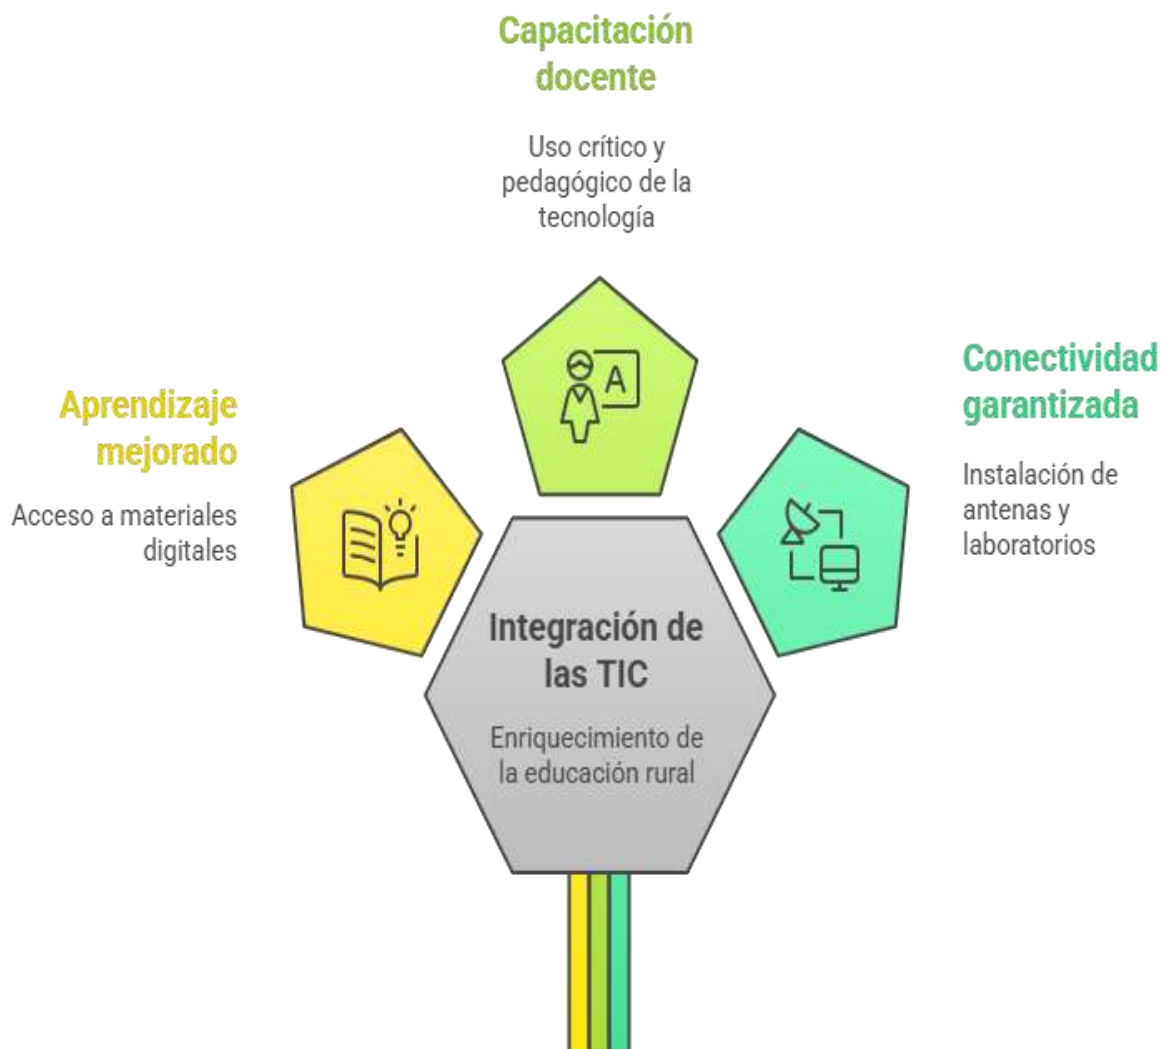 Capacitación
docente
Uso crítico y
pedagógico de la
tecnología
Aprendizaje
mejorado
Acceso a materiales
digitales
Conectividad
garantizada
Instalación de
antenas y
laboratorios
A
Integración de
las TIC
Enriquecimiento de
la educación rural